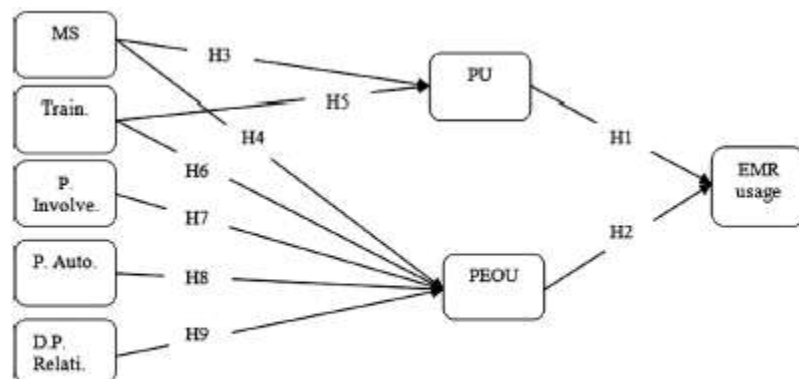 MS
H3
PU
Train.
H5
H4
H1
H6
P.
Involve.
EMR
usage
H7
H2
P. Auto.
H8
PEOU
H9
D.P.
Relati.